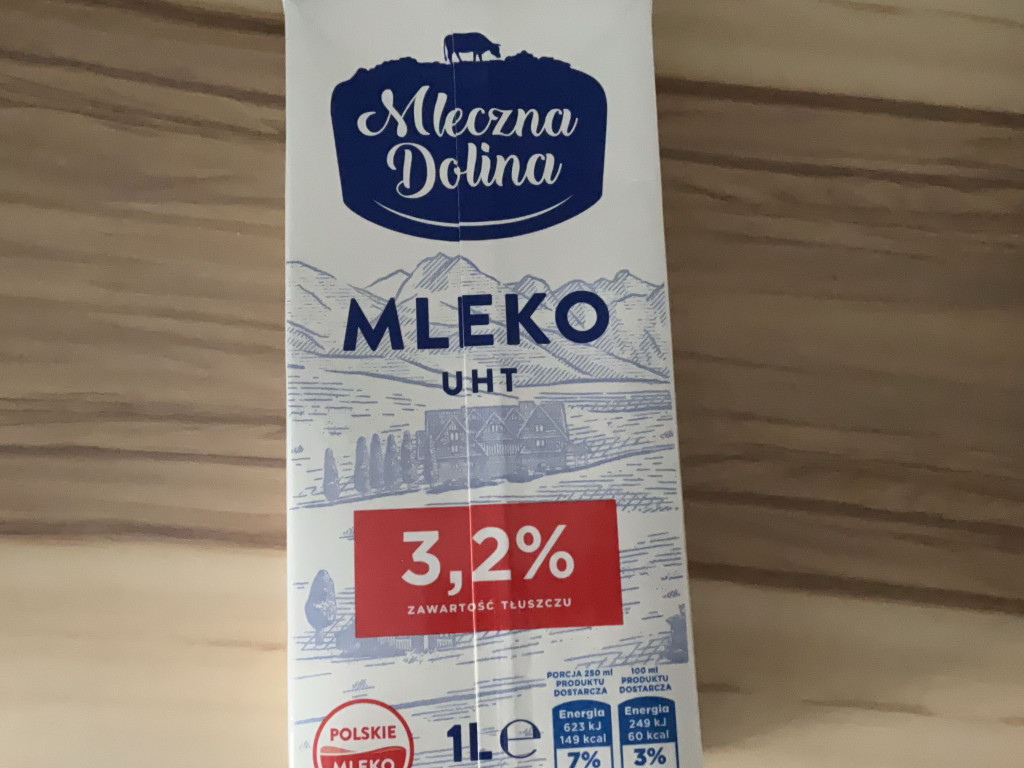 Mleczna
Dolina
MLEKO
UHT
3,2%
ZAWARTOŚĆ TŁUSZCZU
PORCJA 250 ml
PRODUKTU
DOSTARCZA
100 ml
PRODUKTU
DOSTARCZA
Energia
623 kJ
149 kcal
7%
Energia
249 kJ
60 kcal
3%
POLSKIE
MLEKO
1L e